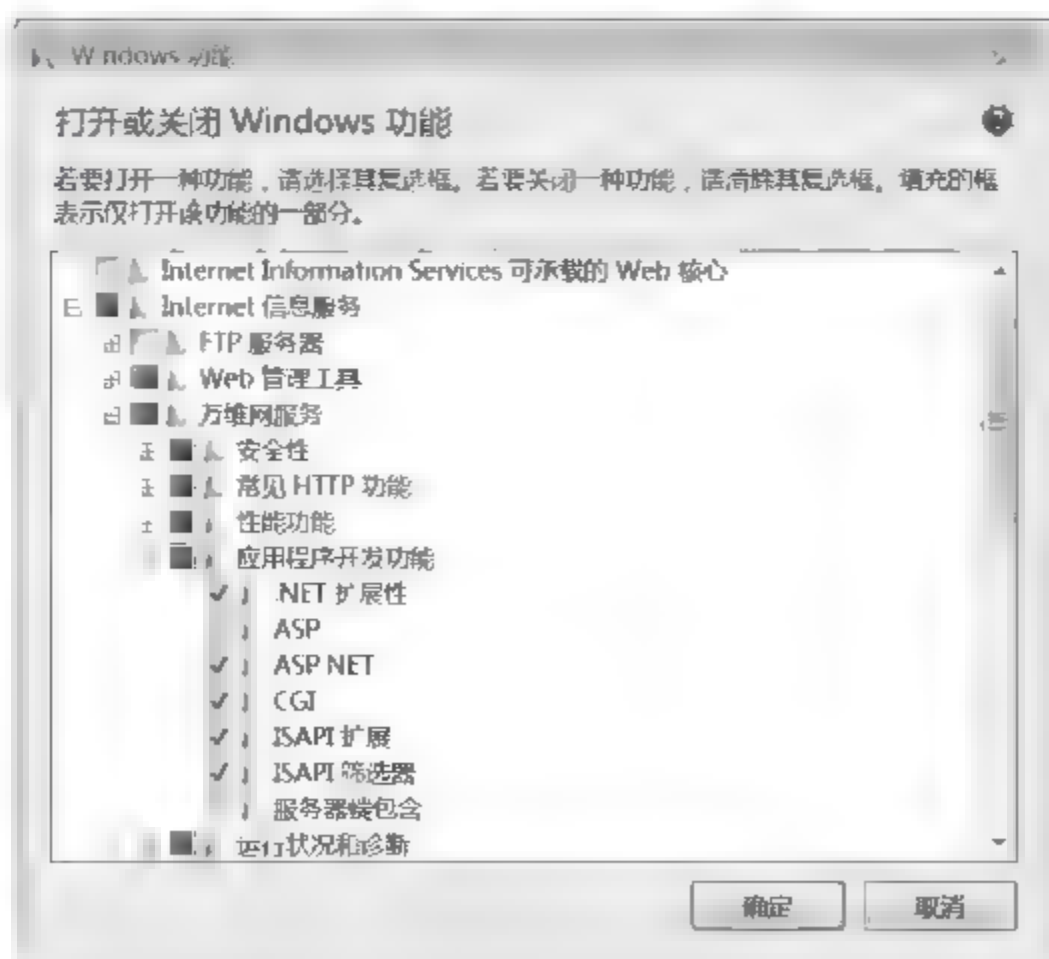 Windows 功能
打开或关闭 Windows 功能
若要打开一种功能，请选择其复选框。若要关闭一种功能，请清除其复选框。填充的框
表示仅打开该功能的一部分。
Internet Information Services 可承载的 Web 核心
Internet 信息服务
FTP 服务器
Web 管理工具
万维网服务
安全性
常见 HTTP 功能
性能功能
应用程序开发功能
.NET 扩展性
ASP
ASP.NET
CGI
ISAPI 扩展
ISAPI 筛选器
服务器端包含
运行状况和诊断
确定
取消